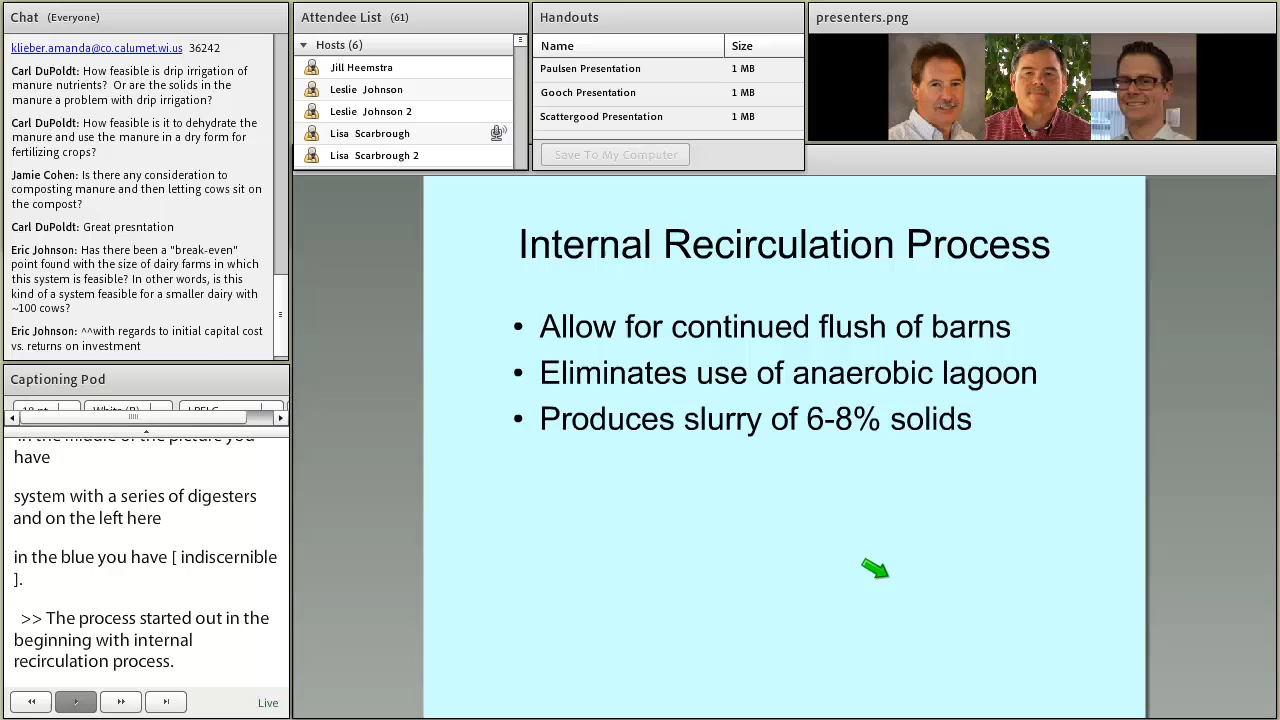 Chat (Everyone)
klieber.amanda@co.calumet.wi.us 36242
Carl DuPoldt: How feasible is drip irrigation of
manure nutrients? Or are the solids in the
manure a problem with drip irrigation?
Carl DuPoldt: How feasible is it to dehydrate the
manure and use the manure in a dry form for
fertilizing crops?
Jamie Cohen: Is there any consideration to
composting manure and then letting cows sit on
the compost?
Carl DuPoldt: Great presntation
Eric Johnson: Has there been a "break-even"
point found with the size of dairy farms in which
this system is feasible? In other words, is this
kind of a system feasible for a smaller dairy with
~100 cows?
Eric Johnson: ^^with regards to initial capital cost
vs. returns on investment
Captioning Pod
in the middle of the picture you
have
system with a series of digesters
and on the left here
in the blue you have [ indiscernible
].
>> The process started out in the
beginning with internal
recirculation process.
Live
Attendee List (61)
Hosts (6)
Jill Heemstra
Leslie Johnson
Leslie Johnson 2
Lisa Scarbrough
Lisa Scarbrough 2
Handouts
Name Size
Paulsen Presentation 1 MB
Gooch Presentation 1 MB
Scattergood Presentation 1 MB
Save To My Computer
presenters.png
Internal Recirculation Process
• Allow for continued flush of barns
• Eliminates use of anaerobic lagoon
• Produces slurry of 6-8% solids